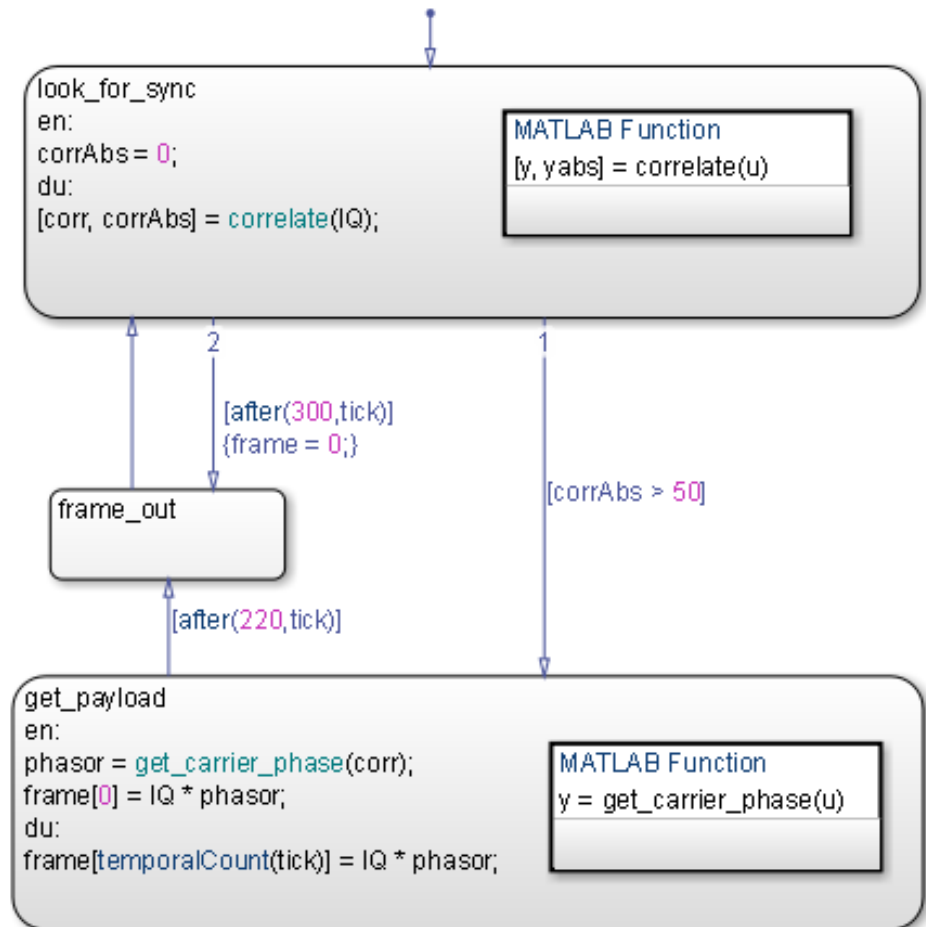 look_for_sync
en:
corrAbs = 0;
du:
[corr, corrAbs] = correlate(IQ);
MATLAB Function
[y, yabs] = correlate(u)
2
1
[after(300,tick)]
{frame = 0;}
[corrAbs > 50]
frame_out
[after(220,tick)]
get_payload
en:
phasor = get_carrier_phase(corr);
frame[0] = IQ * phasor;
du:
frame[temporalCount(tick)] = IQ * phasor;
MATLAB Function
y = get_carrier_phase(u)